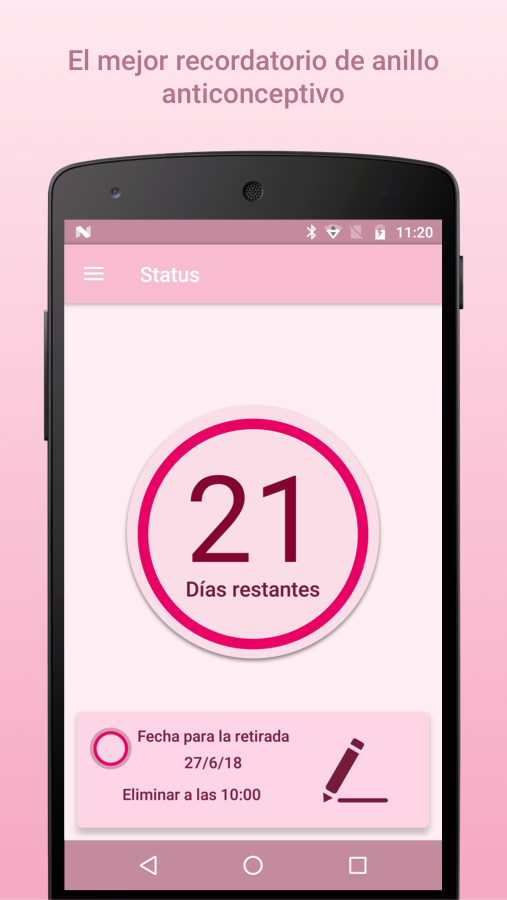 El mejor recordatorio de anillo
anticonceptivo
11:20
Status
21
Días restantes
Fecha para la retirada
27/6/18
Eliminar a las 10:00